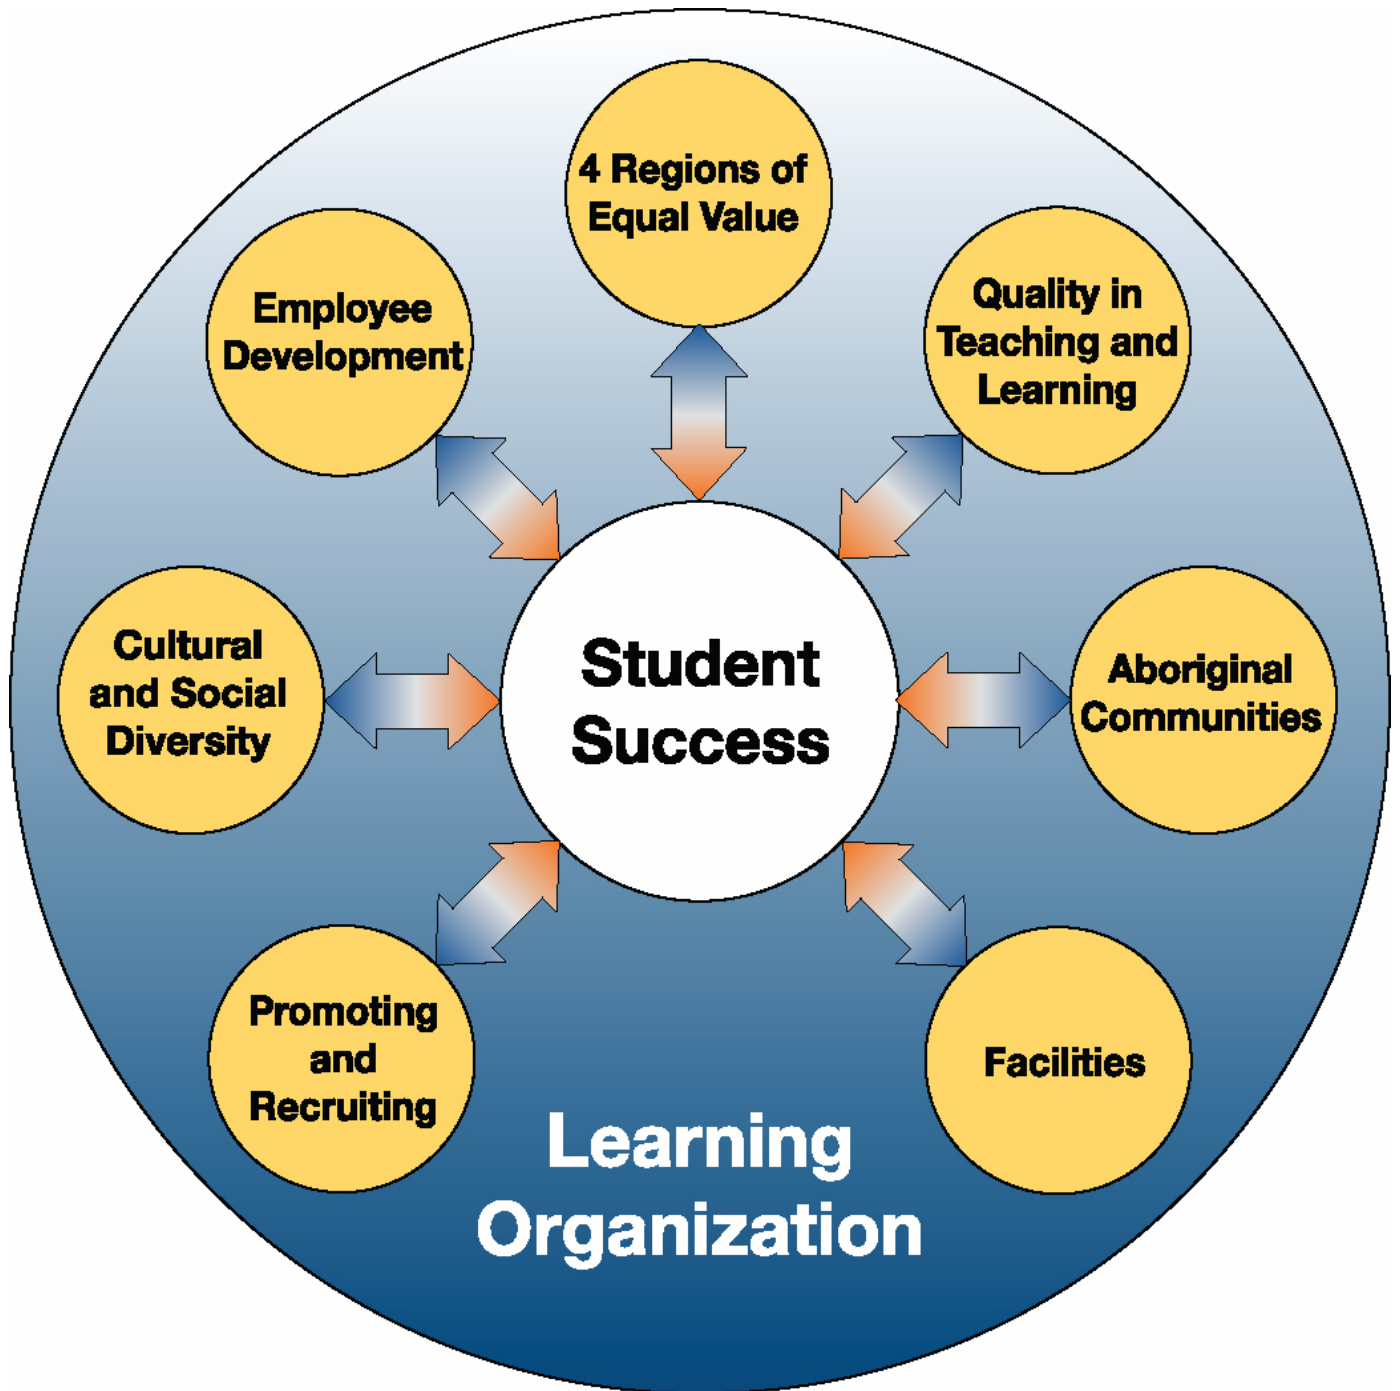 4 Regions of
Equal Value
Quality in
Teaching and
Learning
Aboriginal
Communities
Facilities
Promoting
and
Recruiting
Cultural
and Social
Diversity
Employee
Development
Student
Success
Learning
Organization